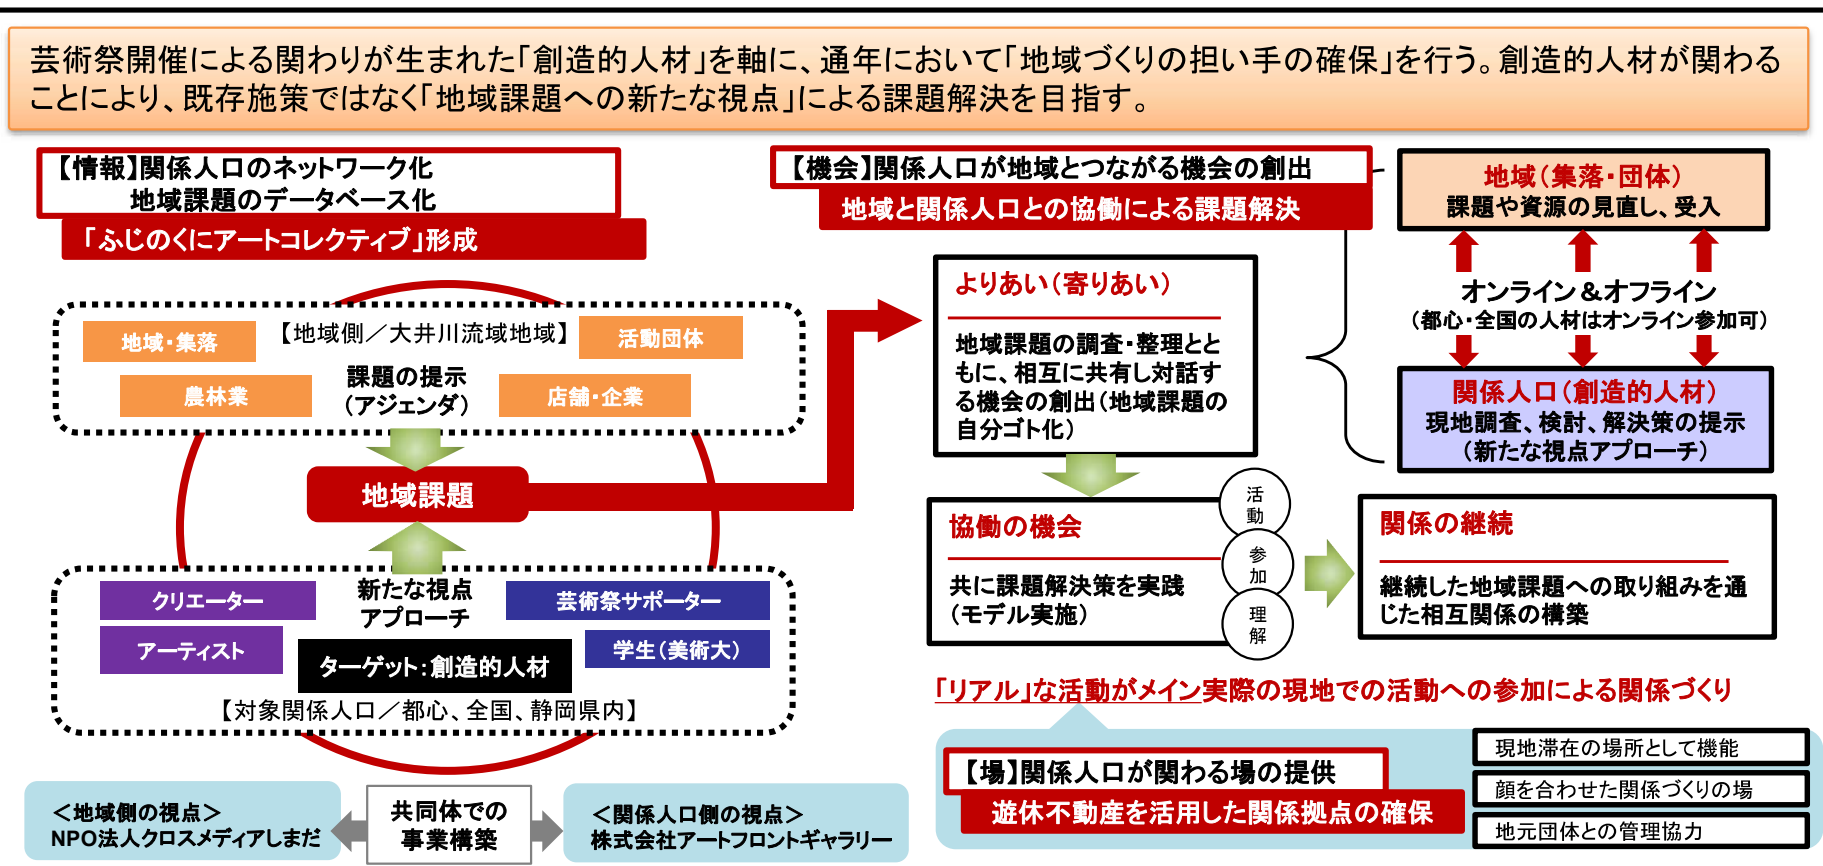 芸術祭開催による関わりが生まれた「創造的人材」を軸に、通年において「地域づくりの担い手の確保」を行う。創造的人材が関わる
ことにより、既存施策ではなく「地域課題への新たな視点」による課題解決を目指す。
【情報】関係人口のネットワーク化
地域課題のデータベース化
「ふじのくにアートコレクティブ」形成
【地域側／大井川流域地域】
地域・集落
活動団体
農林業
店舗・企業
課題の提示
（アジェンダ）
地域課題
新たな視点
アプローチ
クリエーター
芸術祭サポーター
アーティスト
学生（美術大）
ターゲット：創造的人材
【対象関係人口／都心、全国、静岡県内】
＜地域側の視点＞
NPO法人クロスメディアしまだ
共同体での
事業構築
＜関係人口側の視点＞
株式会社アートフロントギャラリー
【機会】関係人口が地域とつながる機会の創出
地域と関係人口との協働による課題解決
よりあい（寄りあい）
地域課題の調査・整理とと
もに、相互に共有し対話す
る機会の創出（地域課題の
自分ゴト化）
地域（集落・団体）
課題や資源の見直し、受入
オンライン＆オフライン
（都心・全国の人材はオンライン参加可）
関係人口（創造的人材）
現地調査、検討、解決策の提示
（新たな視点アプローチ）
協働の機会
共に課題解決策を実践
（モデル実施）
活
動
参
加
理
解
関係の継続
継続した地域課題への取り組みを通
じた相互関係の構築
「リアル」な活動がメイン実際の現地での活動への参加による関係づくり
【場】関係人口が関わる場の提供
遊休不動産を活用した関係拠点の確保
現地滞在の場所として機能
顔を合わせた関係づくりの場
地元団体との管理協力